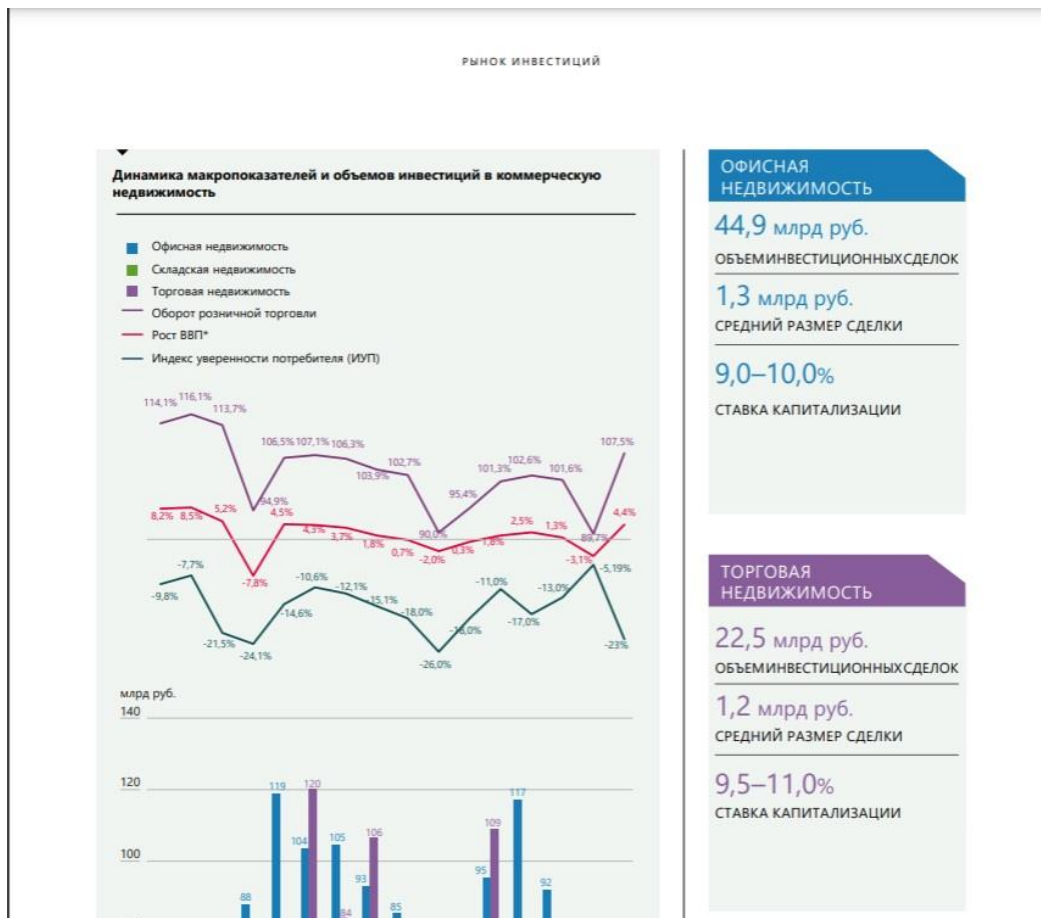 РЫНОК ИНВЕСТИЦИЙ
Динамика макропоказателей и объемов инвестиций в коммерческую
недвижимость
Офисная недвижимость
Складская недвижимость
Торговая недвижимость
Оборот розничной торговли
Рост ВВП*
Индекс уверенности потребителя (ИУП)
114,1% 116,1%
113,7%
94,9%
106,5% 107,1% 106,3%
103,9%
102,7%
90,0%
95,4%
101,3%
102,6%
101,6%
89,7%
107,5%
8,2% 8,5% 5,2%
-7,8%
4,5%
4,3%
3,7%
1,8%
0,7%
-2,0%
0,3%
1,8%
2,5%
1,3%
-3,1%
4,4%
-9,8%
-7,7%
-21,5%
-24,1%
-14,6%
-10,6%
-12,1%
-15,1%
-18,0%
-26,0%
-11,0%
-17,0%
-13,0%
-5,19%
-23%
млрд руб.
140
120
100
88
119
104
120
105
84
93
106
85
95
109
117
92
ОФИСНАЯ
НЕДВИЖИМОСТЬ
44,9 млрд руб.
ОБЪЕМИНВЕСТИЦИОННЫХСДЕЛОК
1,3 млрд руб.
СРЕДНИЙ РАЗМЕР СДЕЛКИ
9,0–10,0%
СТАВКА КАПИТАЛИЗАЦИИ
ТОРГОВАЯ
НЕДВИЖИМОСТЬ
22,5 млрд руб.
ОБЪЕМИНВЕСТИЦИОННЫХСДЕЛОК
1,2 млрд руб.
СРЕДНИЙ РАЗМЕР СДЕЛКИ
9,5–11,0%
СТАВКА КАПИТАЛИЗАЦИИ